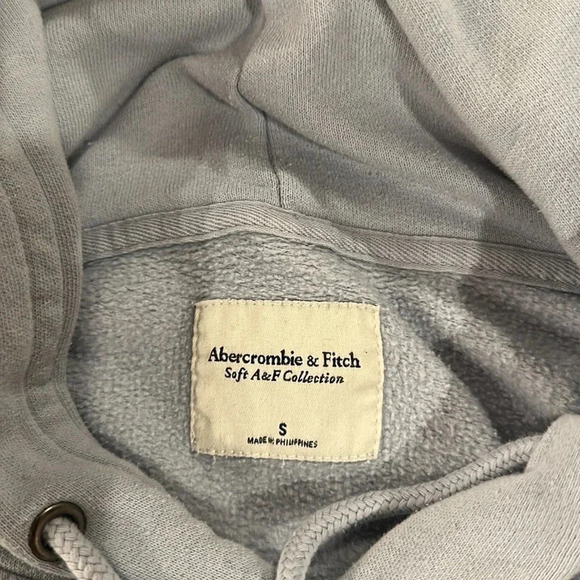 Abercrombie & Fitch
Soft A&F Collection
S
MADE IN PHILIPPINES